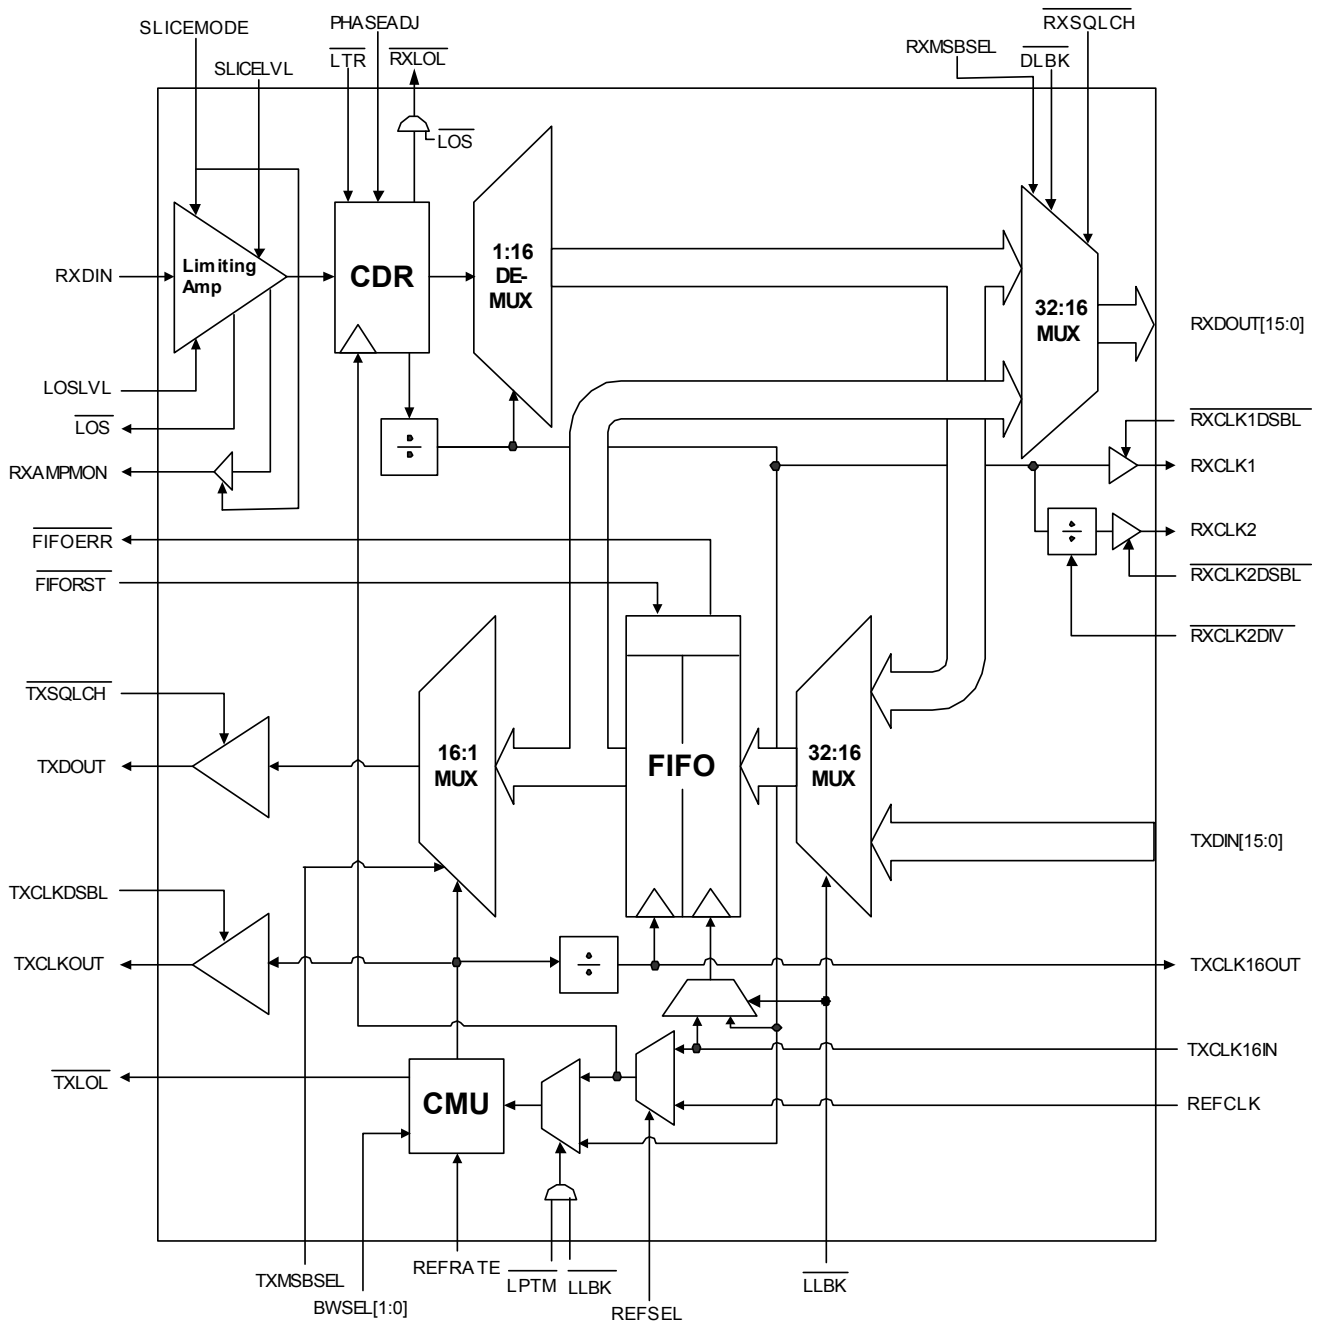 SLICEMODE
PHASEADJ
RXSQLCH
LTR
RXLOL
RXMSBSEL
DLBK
SLICELVL
LOS
RXDIN
Limiting
Amp
CDR
1:16
DE-
MUX
32:16
MUX
RXDOUT[15:0]
LOSLVL
LOS
RXAMPMON
÷
RXCLK1DSBL
RXCLK1
÷
RXCLK2
RXCLK2DSBL
RXCLK2DIV
FIFOERR
FIFORST
TXSQLCH
TXDOUT
16:1
MUX
FIFO
32:16
MUX
TXDIN[15:0]
TXCLKDSBL
TXCLKOUT
÷
TXCLK16OUT
TXCLK16IN
TXLOL
CMU
REFCLK
TXMSBSEL
BWSEL[1:0]
REFRATE
LPTM
LLBK
REFSEL
LLBK